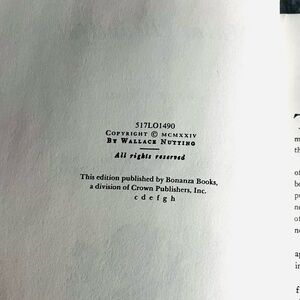 517LO1490
COPYRIGHT © MCMXXIV
BY WALLACE NUTTING
All rights reserved
This edition published by Bonanza Books,
a division of Crown Publishers, Inc.
c d e f g h